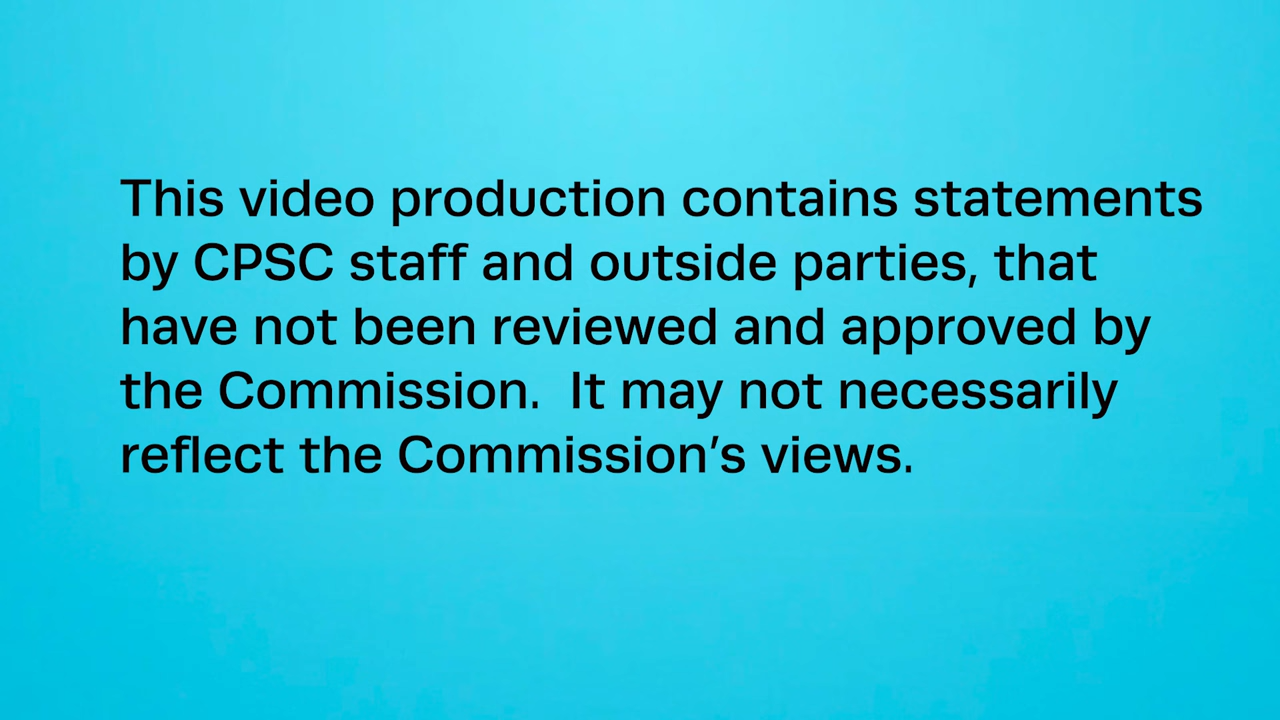 This video production contains statements
by CPSC staff and outside parties, that
have not been reviewed and approved by
the Commission.  It may not necessarily
reflect the Commission’s views.